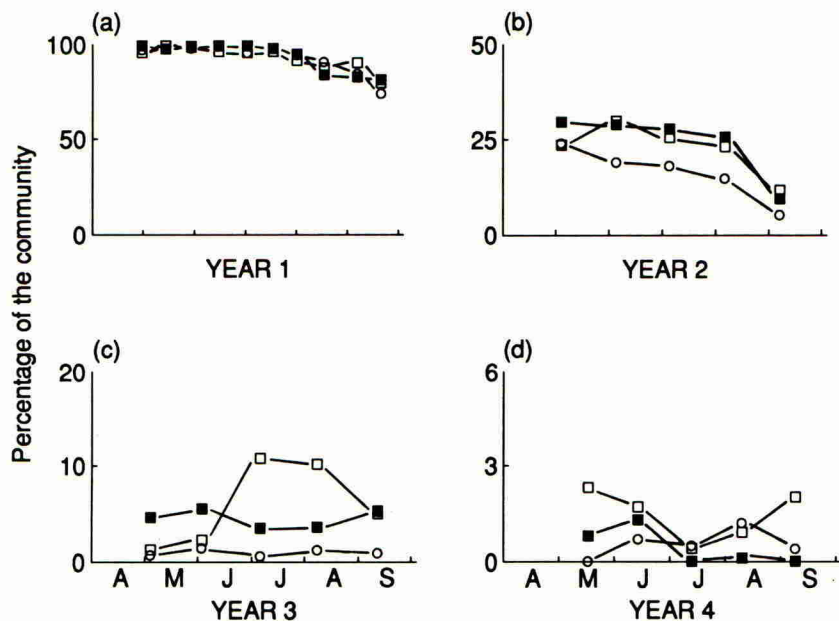 Percentage of the community
(a)
100
50
0
YEAR 1
(b)
50
25
0
YEAR 2
(c)
20
10
0
A M J J A S
YEAR 3
(d)
6
3
0
A M J J A S
YEAR 4